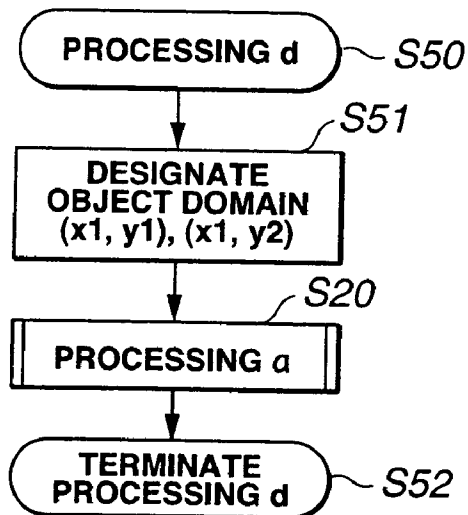 PROCESSING d
S50
S51
DESIGNATE
OBJECT DOMAIN
(x1, y1), (x1, y2)
S20
PROCESSING a
TERMINATE
PROCESSING d
S52